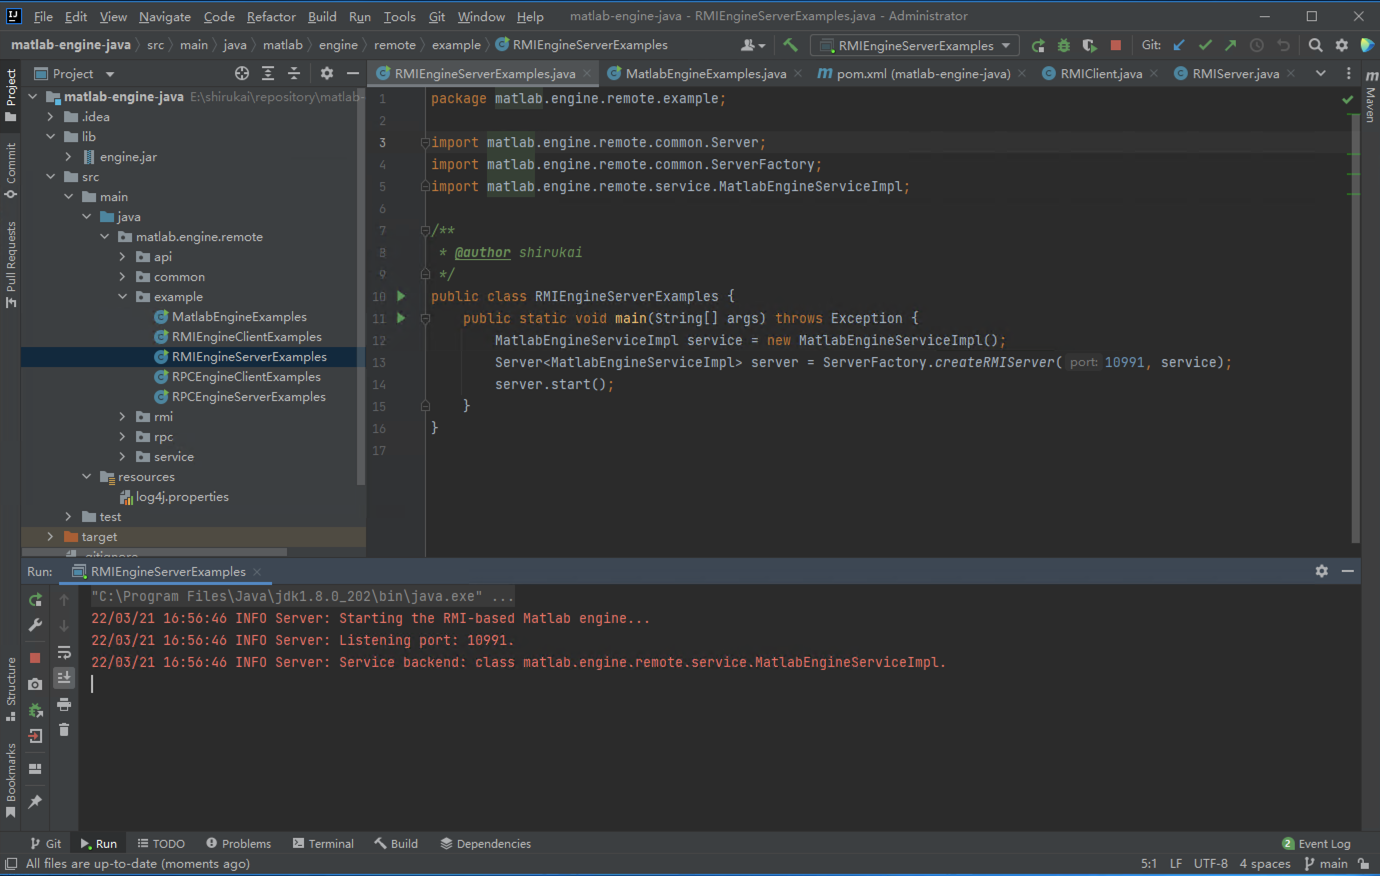 File Edit View Navigate Code Refactor Build Run Tools Git Window Help matlab-engine-java - RMIEngineServerExamples.java - Administrator
matlab-engine-java src main java matlab engine remote example RMIEngineServerExamples RMIEngineServerExamples Git:
Project
RMIEngineServerExamples.java MatlabEngineExamples.java pom.xml (matlab-engine-java) RMIClient.java RMIServer.java
matlab-engine-java E:\shirukai\repository\matlab-
.idea
lib
engine.jar
src
main
java
matlab.engine.remote
api
common
example
MatlabEngineExamples
RMIEngineClientExamples
RMIEngineServerExamples
RPCEngineClientExamples
RPCEngineServerExamples
rmi
rpc
service
resources
log4j.properties
test
target
.gitignore
1 package matlab.engine.remote.example;
2
3 import matlab.engine.remote.common.Server;
4 import matlab.engine.remote.common.ServerFactory;
5 import matlab.engine.remote.service.MatlabEngineServiceImpl;
6
7 /**
8 * @author shirukai
9 */
10 public class RMIEngineServerExamples {
11 public static void main(String[] args) throws Exception {
12 MatlabEngineServiceImpl service = new MatlabEngineServiceImpl();
13 Server<MatlabEngineServiceImpl> server = ServerFactory.createRMIServer( port: 10991, service);
14 server.start();
15 }
16 }
17
Project
Commit
Pull Requests
Structure
Bookmarks
Maven
Run: RMIEngineServerExamples
"C:\Program Files\Java\jdk1.8.0_202\bin\java.exe" ...
22/03/21 16:56:46 INFO Server: Starting the RMI-based Matlab engine...
22/03/21 16:56:46 INFO Server: Listening port: 10991.
22/03/21 16:56:46 INFO Server: Service backend: class matlab.engine.remote.service.MatlabEngineServiceImpl.
Git Run TODO Problems Terminal Build Dependencies 2 Event Log
All files are up-to-date (moments ago) 5:1 LF UTF-8 4 spaces main